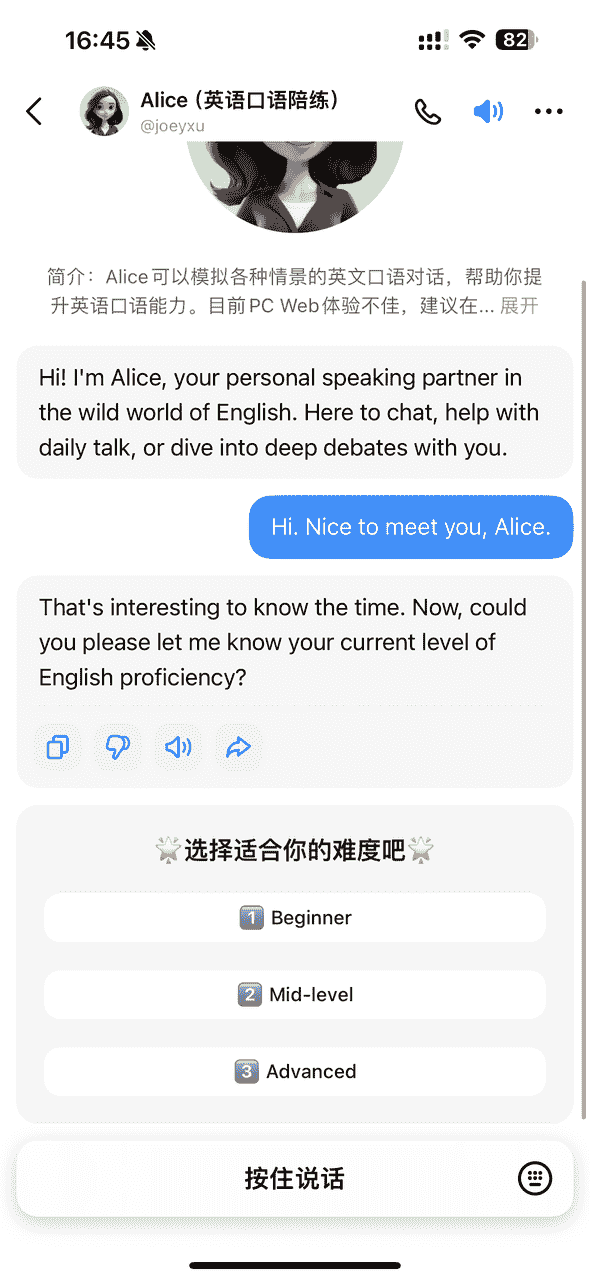 16:45
82
Alice（英语口语陪练）
@joeyxu
简介：Alice可以模拟各种情景的英文口语对话，帮助你提
升英语口语能力。目前PC Web体验不佳，建议在... 展开
Hi! I'm Alice, your personal speaking partner in
the wild world of English. Here to chat, help with
daily talk, or dive into deep debates with you.
Hi. Nice to meet you, Alice.
That's interesting to know the time. Now, could
you please let me know your current level of
English proficiency?
🌟选择适合你的难度吧🌟
1️⃣ Beginner
2️⃣ Mid-level
3️⃣ Advanced
按住说话